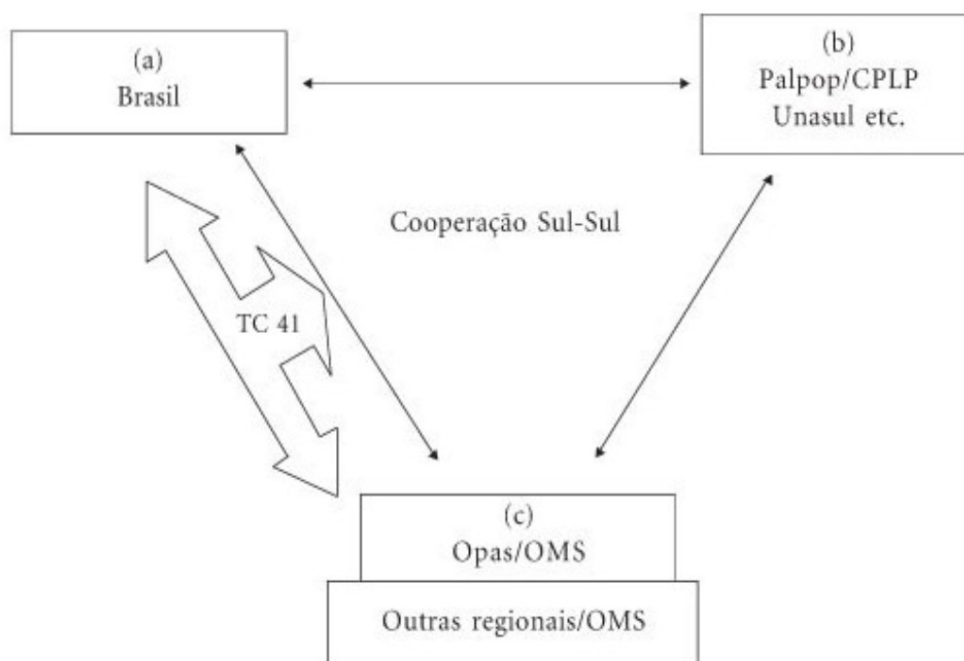 (a)
Brasil
(b)
Palpop/CPLP
Unasul etc.
Cooperação Sul-Sul
TC 41
(c)
Opas/OMS
Outras regionais/OMS